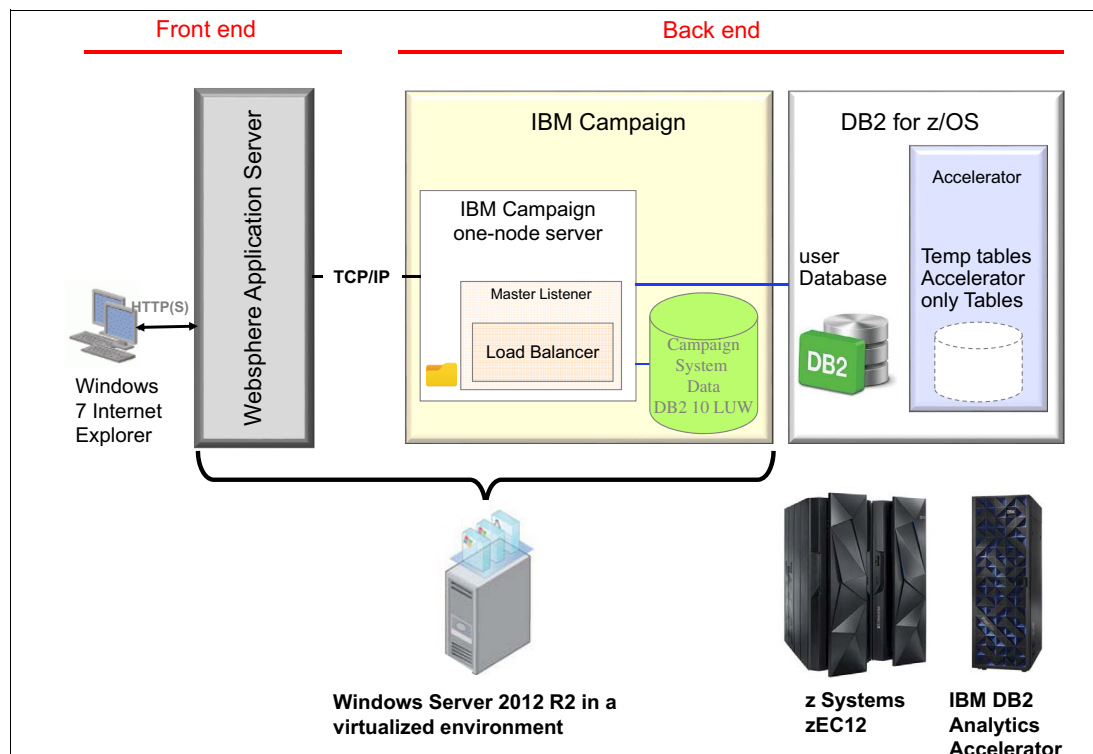 Front end
Back end
Websphere Application Server
IBM Campaign
DB2 for z/OS
Accelerator
IBM Campaign
one-node server
Temp tables
Accelerator
only Tables
user
Database
TCP/IP
Master Listener
Load Balancer
HTTP(S)
Campaign
System
Data
DB2 10 LUW
DB2
Windows
7 Internet
Explorer
Windows Server 2012 R2 in a
virtualized environment
z Systems
zEC12
IBM DB2
Analytics
Accelerator